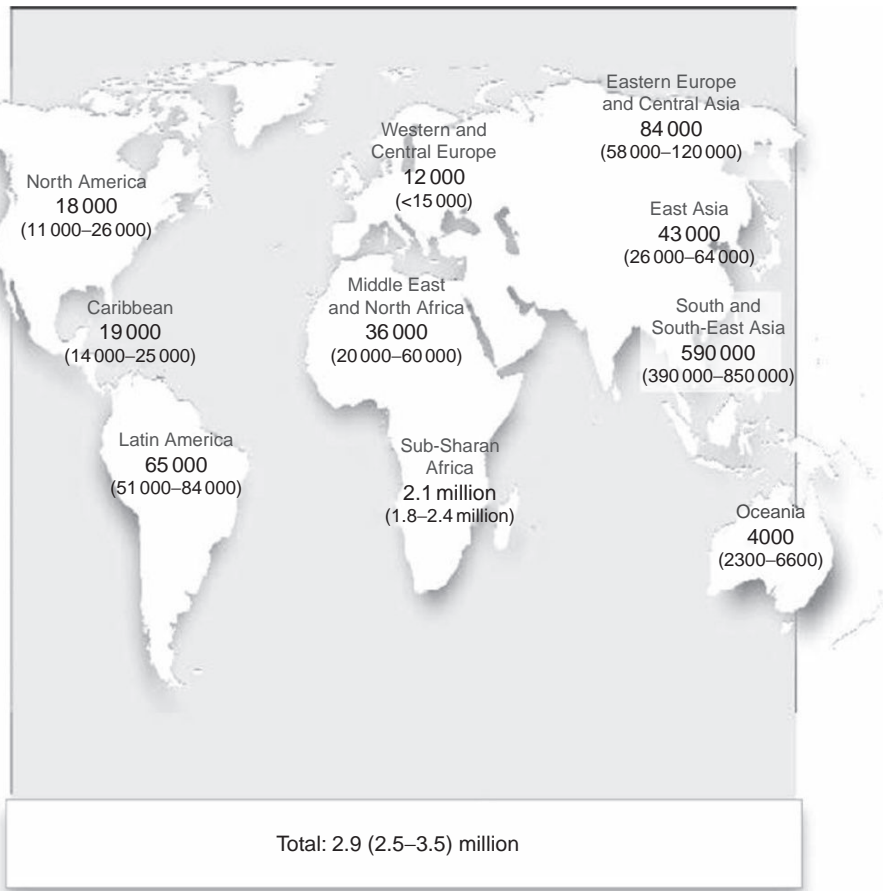 Eastern Europe
and Central Asia
84 000
(58 000–120 000)
Western and
Central Europe
12 000
(<15 000)
North America
18 000
(11 000–26 000)
East Asia
43 000
(26 000–64 000)
Middle East
and North Africa
36 000
(20 000–60 000)
Caribbean
19 000
(14 000–25 000)
South and
South-East Asia
590 000
(390 000–850 000)
Latin America
65 000
(51 000–84 000)
Sub-Sharan
Africa
2.1 million
(1.8–2.4 million)
Oceania
4000
(2300–6600)
Total: 2.9 (2.5–3.5) million